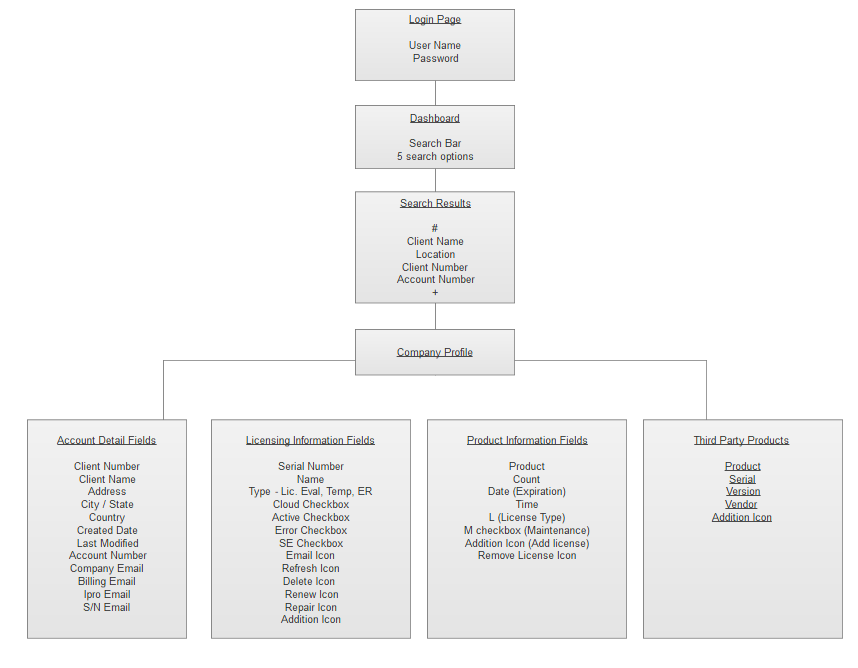 Login Page
User Name
Password
Dashboard
Search Bar
5 search options
Search Results
#
Client Name
Location
Client Number
Account Number
+
Company Profile
Account Detail Fields
Client Number
Client Name
Address
City / State
Country
Created Date
Last Modified
Account Number
Company Email
Billing Email
Ipro Email
S/N Email
Licensing Information Fields
Serial Number
Name
Type - Lic. Eval, Temp, ER
Cloud Checkbox
Active Checkbox
Error Checkbox
SE Checkbox
Email Icon
Refresh Icon
Delete Icon
Renew Icon
Repair Icon
Addition Icon
Product Information Fields
Product
Count
Date (Expiration)
Time
L (License Type)
M checkbox (Maintenance)
Addition Icon (Add license)
Remove License Icon
Third Party Products
Product
Serial
Version
Vendor
Addition Icon